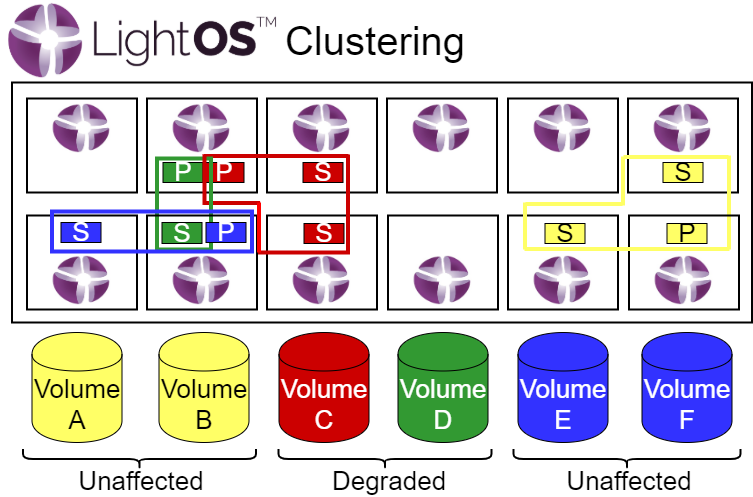 LightOS™ Clustering
P P S S
S S P S S P
Volume A Volume B Volume C Volume D Volume E Volume F
Unaffected Degraded Unaffected